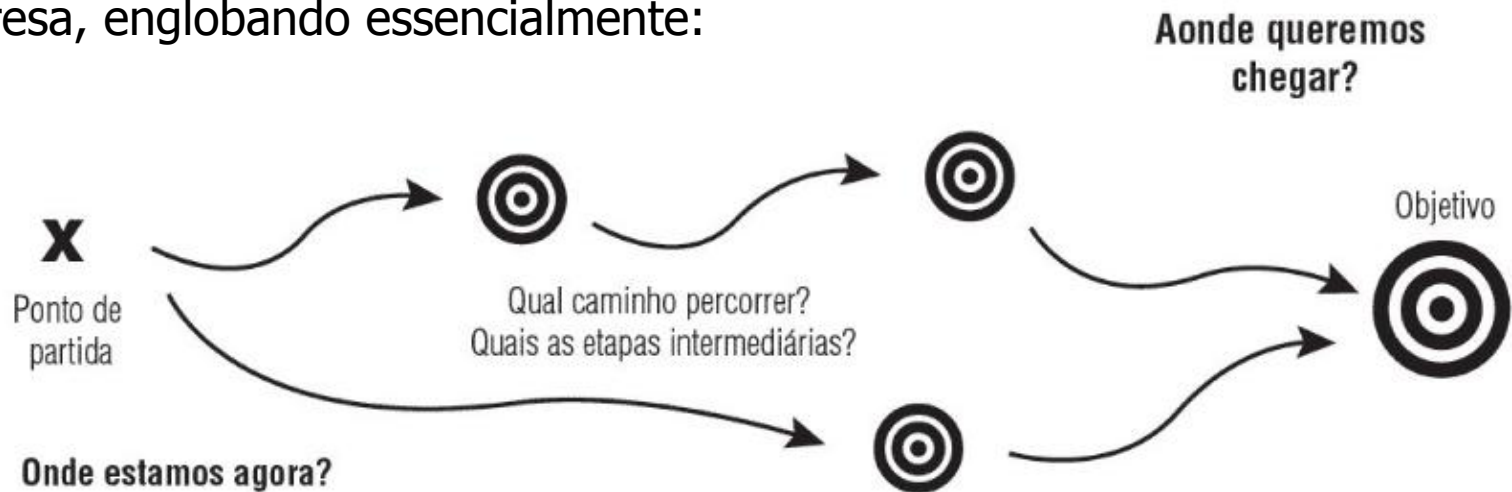 resa, englobando essencialmente:
Aonde queremos
chegar?
Objetivo
X
Ponto de
partida
Qual caminho percorrer?
Quais as etapas intermediárias?
Onde estamos agora?